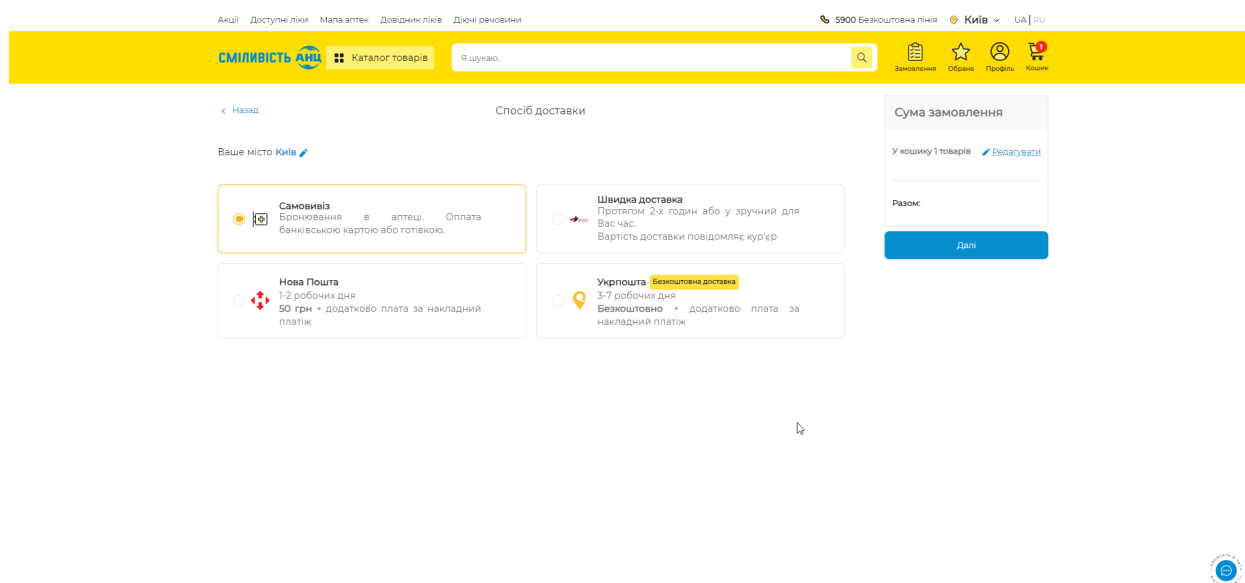 Акції Доступні ліки Мапа аптек Довідник ліків Діючі речовини 5900 Безкоштовна лінія Київ UA | RU
СМІЛИВІСТЬ АНЦ Каталог товарів Я шукаю... Замовлення Обране Профіль 1 Кошик
Назад Спосіб доставки
Ваше місто Київ
Самовивіз
Бронювання в аптеці. Оплата
банківською картою або готівкою.
Швидка доставка
Протягом 2-х годин або у зручний для
Вас час.
Вартість доставки повідомляє кур'єр
Нова Пошта
1-2 робочих дня
50 грн + додатково плата за накладний
платіж
Укрпошта Безкоштовна доставка
3-7 робочих дня
Безкоштовно + додатково плата за
накладний платіж
Сума замовлення
У кошику 1 товарів Редагувати
Разом:
Далі